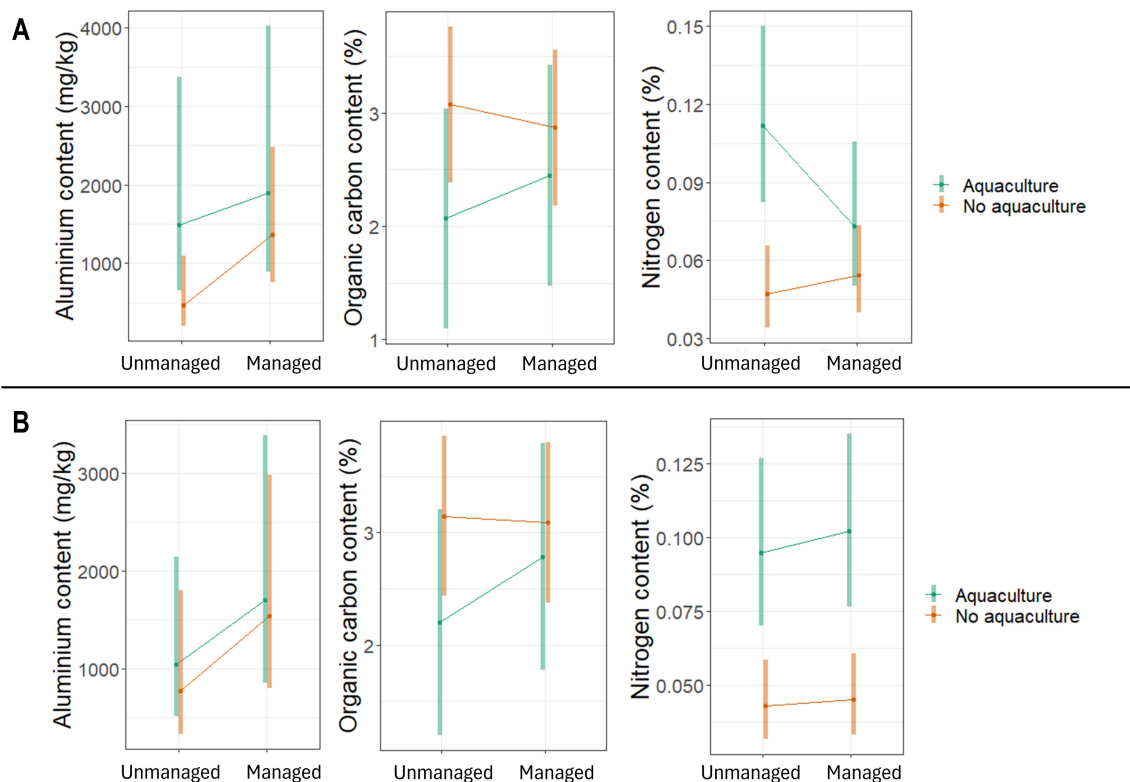 A
Aluminium content (mg/kg)
4000
3000
2000
1000
Unmanaged Managed
Organic carbon content (%)
3
2
1
Unmanaged Managed
Nitrogen content (%)
0.15
0.12
0.09
0.06
0.03
Unmanaged Managed
Aquaculture
No aquaculture
B
Aluminium content (mg/kg)
3000
2000
1000
Unmanaged Managed
Organic carbon content (%)
3
2
Unmanaged Managed
Nitrogen content (%)
0.125
0.100
0.075
0.050
Unmanaged Managed
Aquaculture
No aquaculture